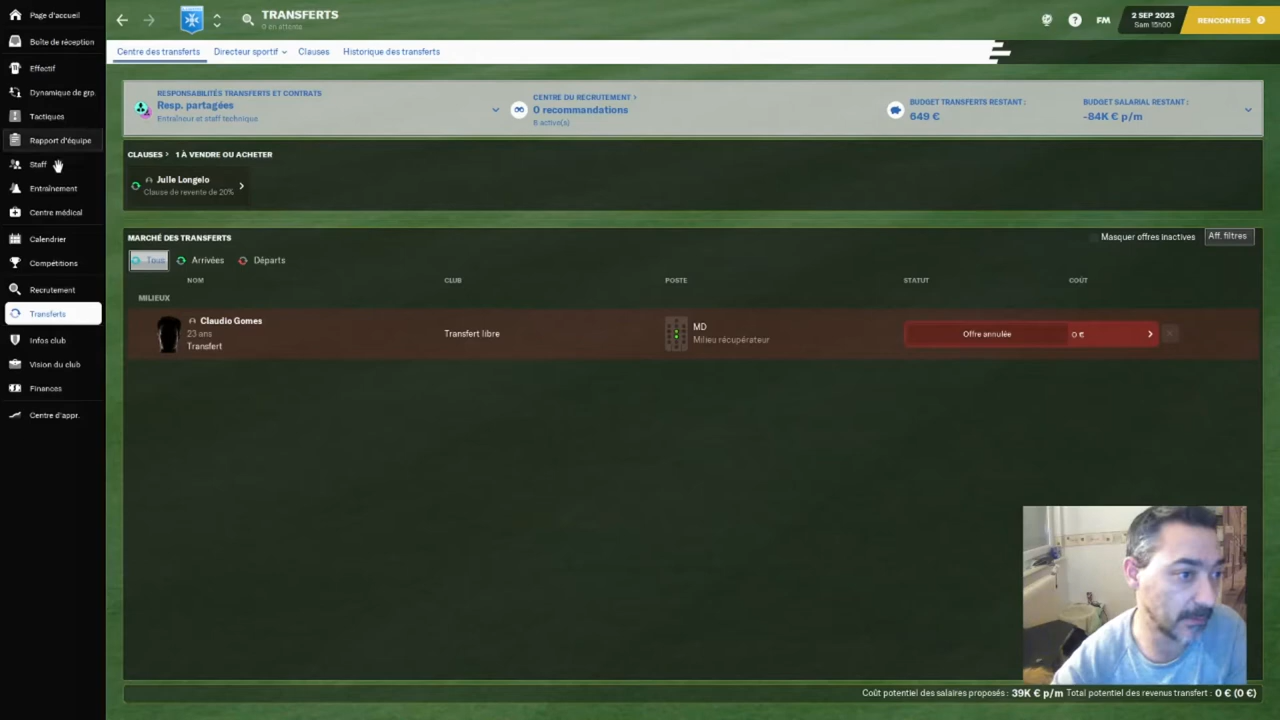 Page d'accueil
Boîte de réception
Effectif
Dynamique de grp.
Tactiques
Rapport d'équipe
Staff
Entraînement
Centre médical
Calendrier
Compétitions
Recrutement
Transferts
Infos club
Vision du club
Finances
Centre d'appr.
TRANSFERTS
0 en attente
FM
2 SEP 2023
Sam 15h00
RENCONTRES
Centre des transferts
Directeur sportif
Clauses
Historique des transferts
RESPONSABILITÉS TRANSFERTS ET CONTRATS
Resp. partagées
Entraîneur et staff technique
CENTRE DU RECRUTEMENT >
0 recommandations
8 active(s)
BUDGET TRANSFERTS RESTANT :
649 €
BUDGET SALARIAL RESTANT :
-84K € p/m
CLAUSES > 1 À VENDRE OU ACHETER
Julle Longelo
Clause de revente de 20%
MARCHÉ DES TRANSFERTS
Masquer offres inactives
Aff. filtres
Tous
Arrivées
Départs
NOM
CLUB
POSTE
STATUT
COÛT
MILIEUX
Claudio Gomes
23 ans
Transfert
Transfert libre
MD
Milieu récupérateur
Offre annulée
0 €
Coût potentiel des salaires proposés : 39K € p/m Total potentiel des revenus transfert : 0 € (0 €)